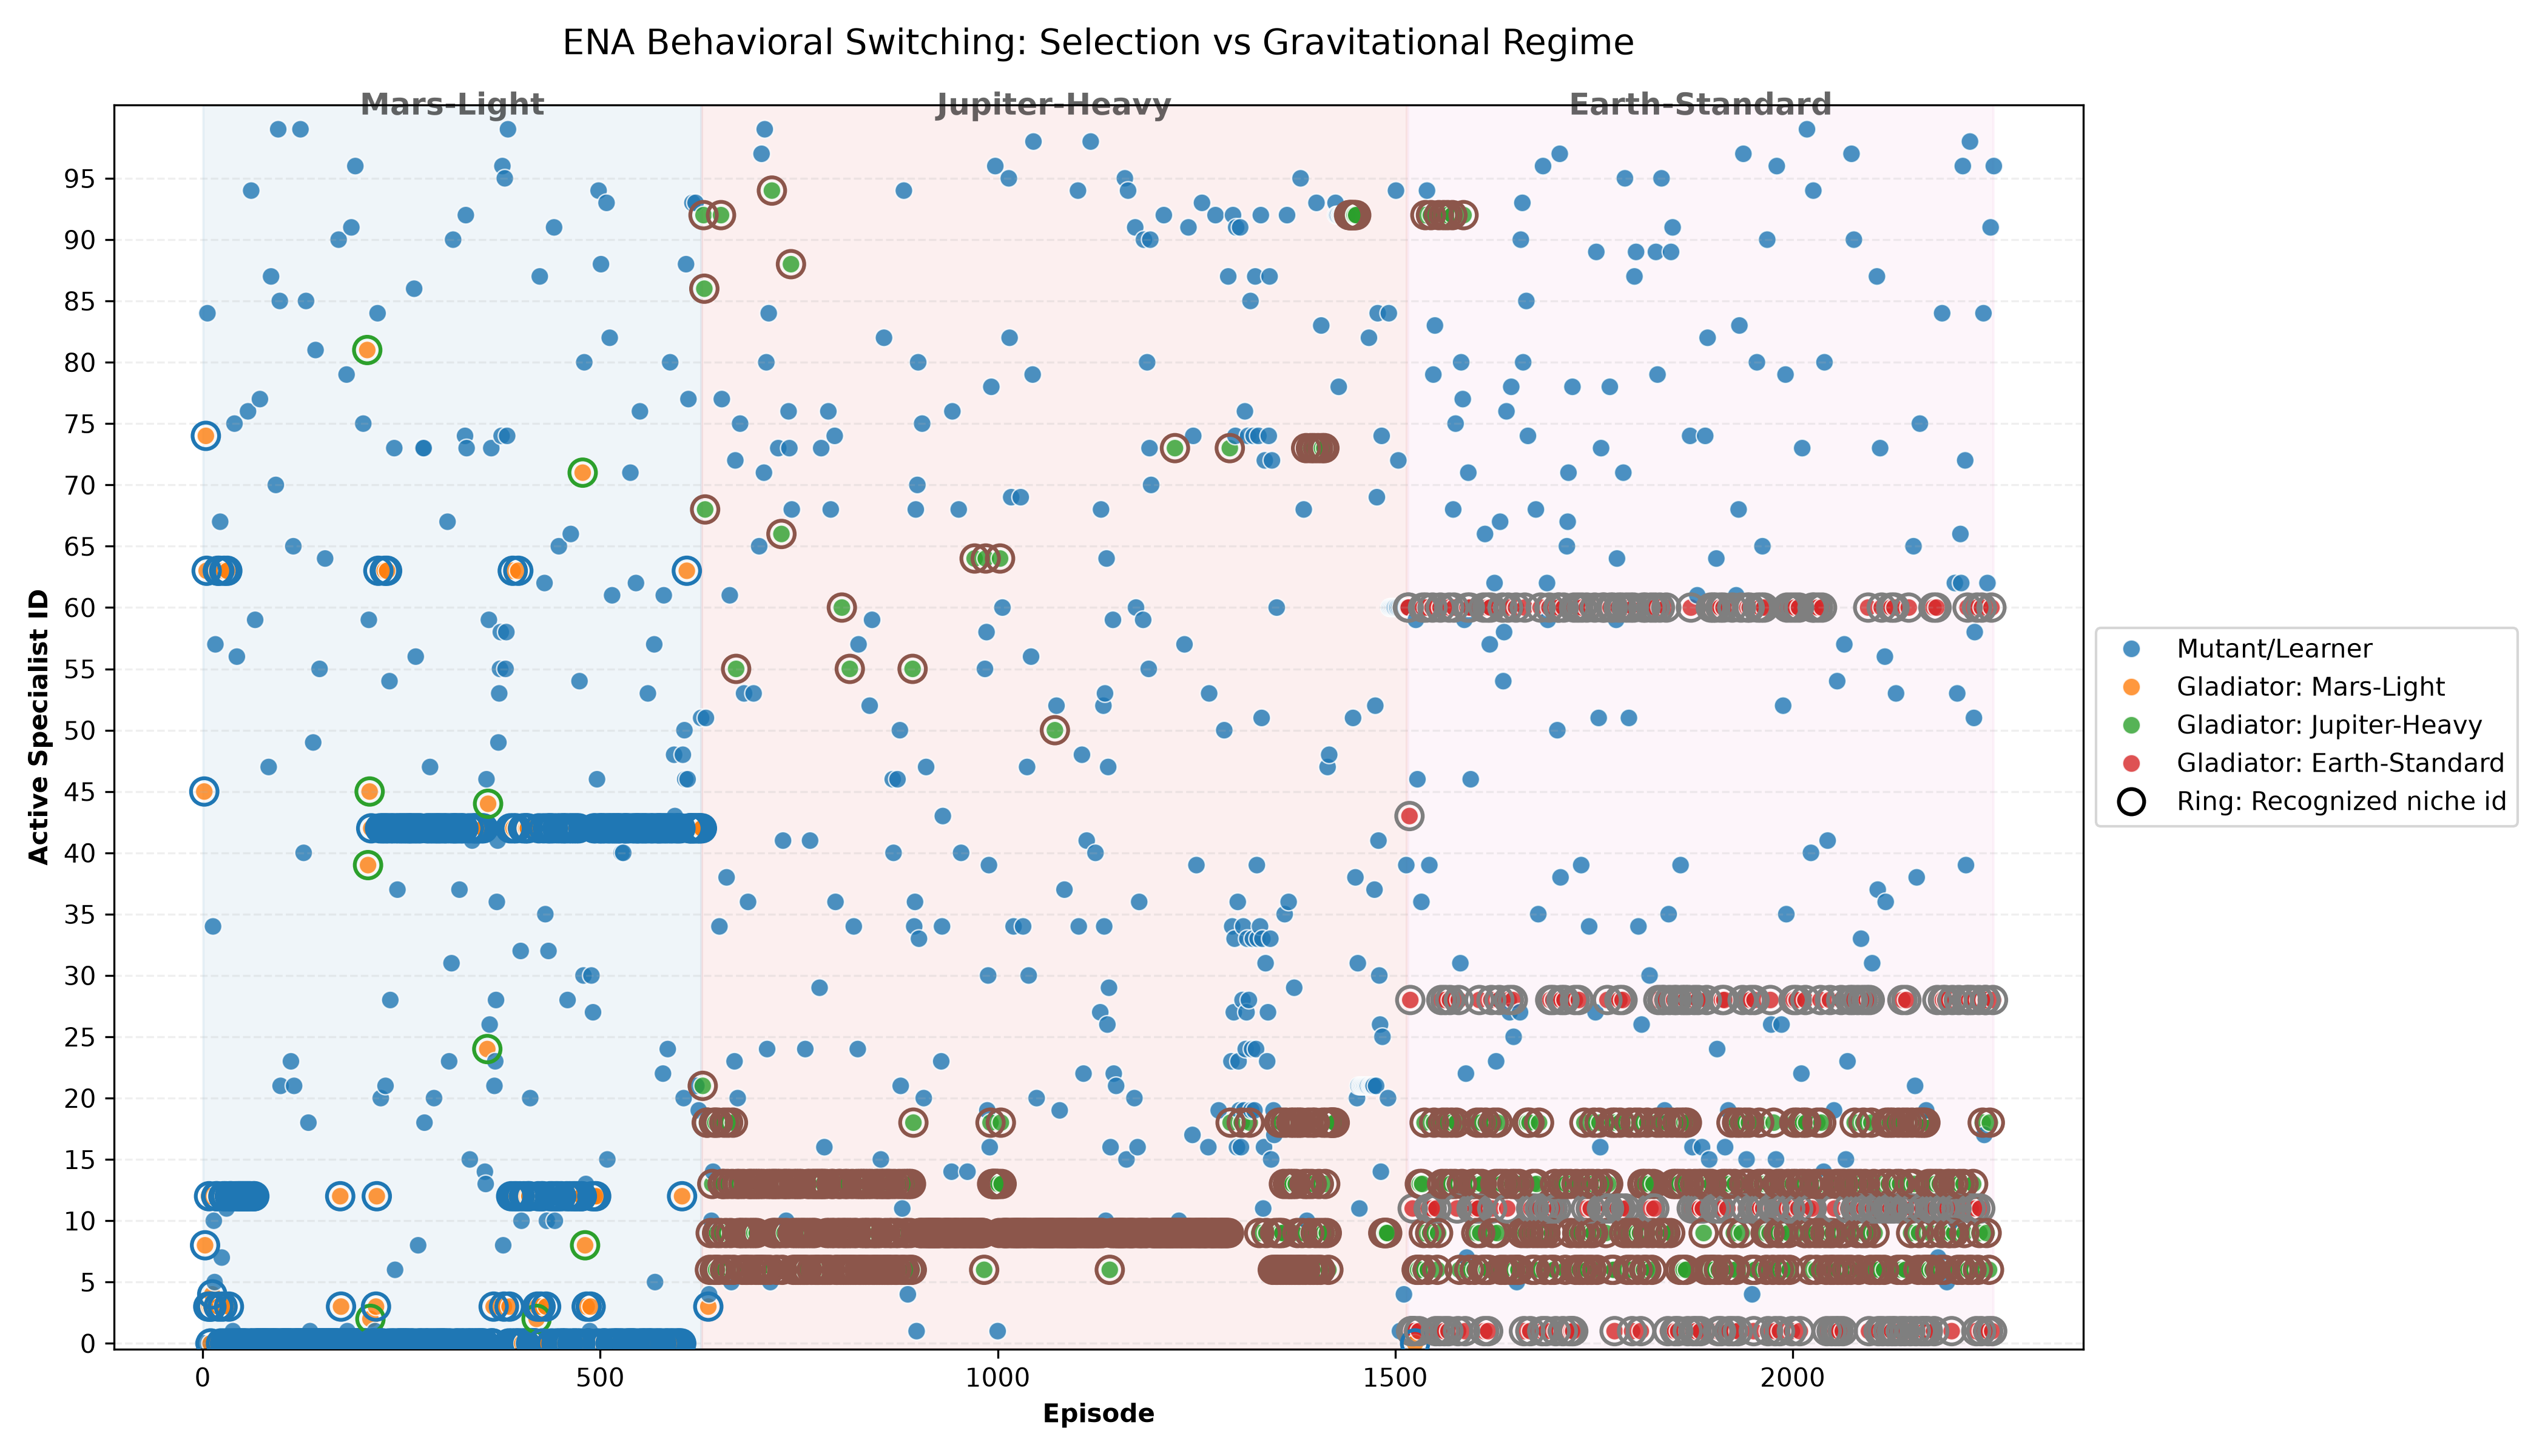 ENA Behavioral Switching: Selection vs Gravitational Regime
Mars-Light
Jupiter-Heavy
Earth-Standard
Active Specialist ID
95
90
85
80
75
70
65
60
55
50
45
40
35
30
25
20
15
10
5
0
0
500
1000
1500
2000
Episode
Mutant/Learner
Gladiator: Mars-Light
Gladiator: Jupiter-Heavy
Gladiator: Earth-Standard
Ring: Recognized niche id